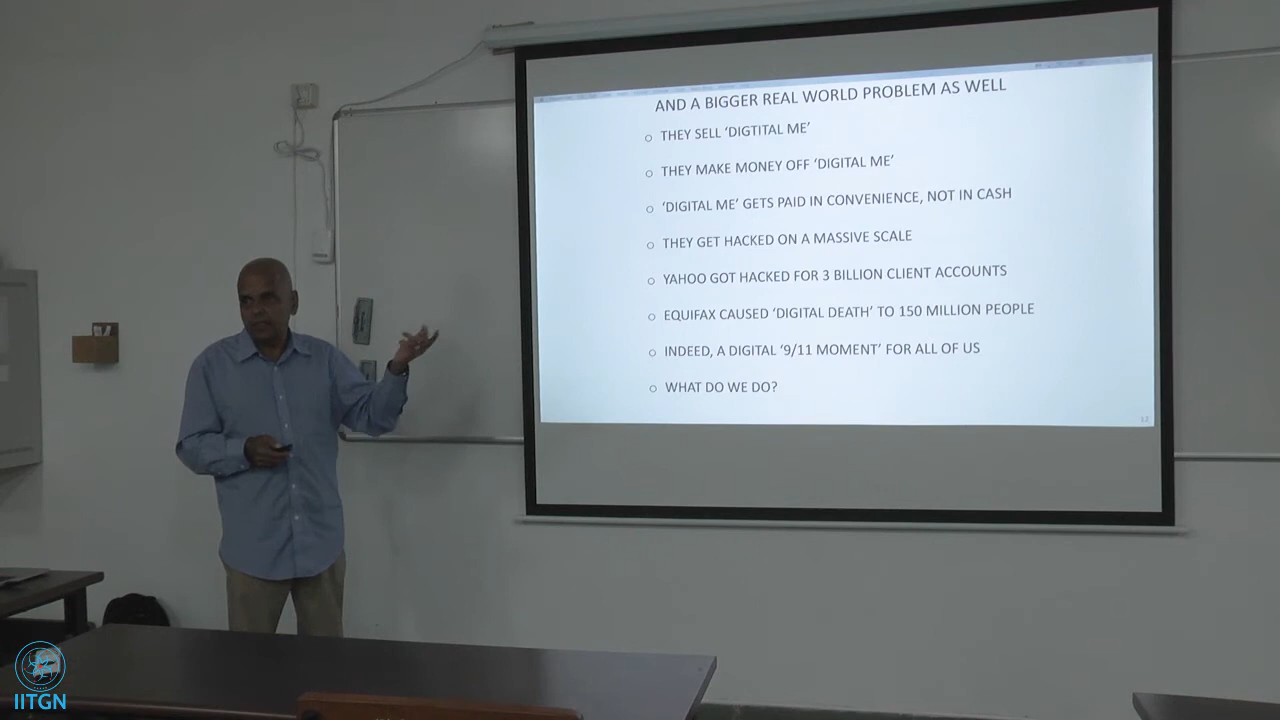 AND A BIGGER REAL WORLD PROBLEM AS WELL
○ THEY SELL ‘DIGTITAL ME’
○ THEY MAKE MONEY OFF ‘DIGITAL ME’
○ ‘DIGITAL ME’ GETS PAID IN CONVENIENCE, NOT IN CASH
○ THEY GET HACKED ON A MASSIVE SCALE
○ YAHOO GOT HACKED FOR 3 BILLION CLIENT ACCOUNTS
○ EQUIFAX CAUSED ‘DIGITAL DEATH’ TO 150 MILLION PEOPLE
○ INDEED, A DIGITAL ‘9/11 MOMENT’ FOR ALL OF US
○ WHAT DO WE DO?
IITGN